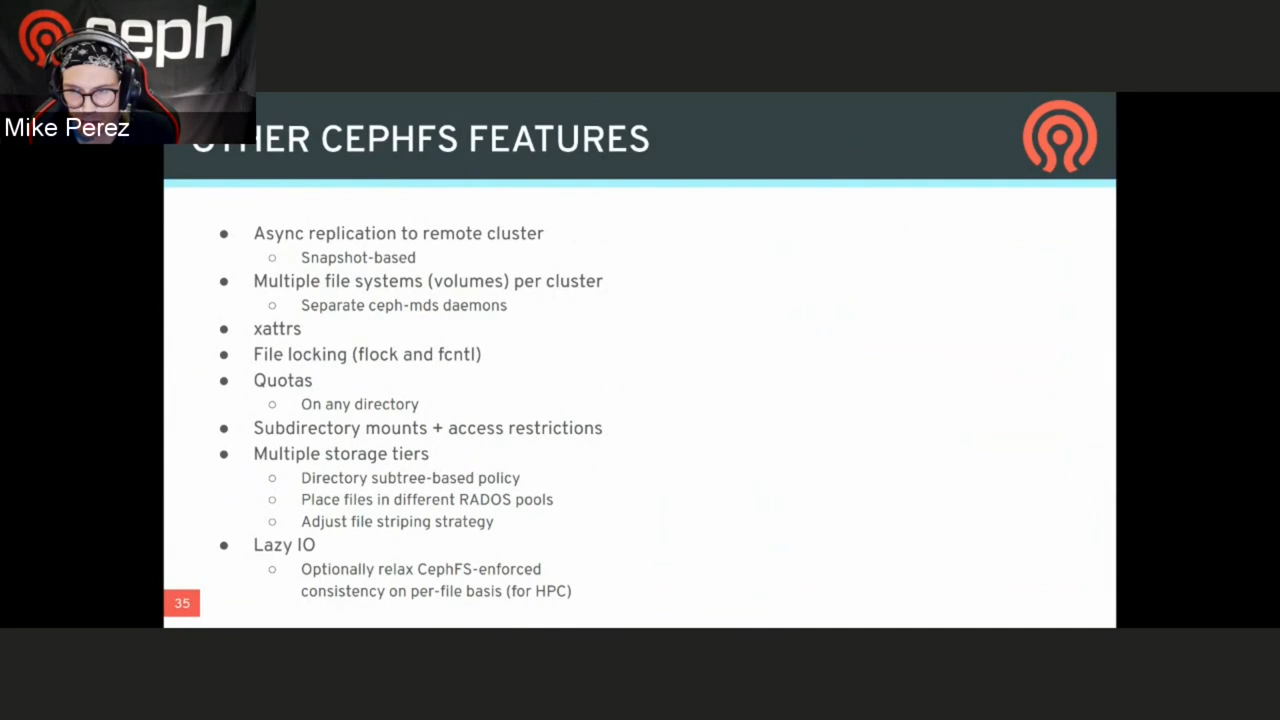 ceph
Mike Perez
OTHER CEPHFS FEATURES
● Async replication to remote cluster
○ Snapshot-based
● Multiple file systems (volumes) per cluster
○ Separate ceph-mds daemons
● xattrs
● File locking (flock and fcntl)
● Quotas
○ On any directory
● Subdirectory mounts + access restrictions
● Multiple storage tiers
○ Directory subtree-based policy
○ Place files in different RADOS pools
○ Adjust file striping strategy
● Lazy IO
○ Optionally relax CephFS-enforced
consistency on per-file basis (for HPC)
35